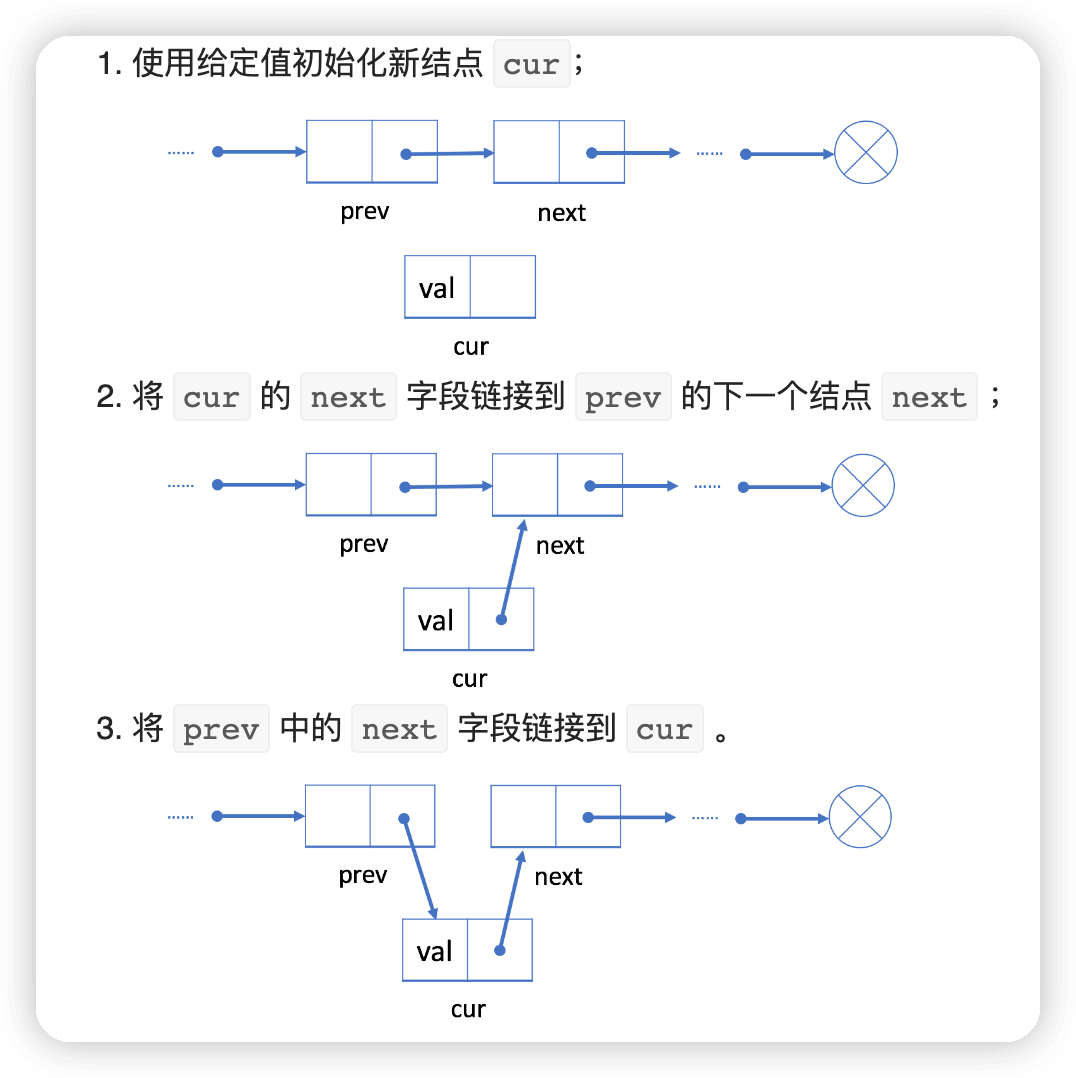 1. 使用给定值初始化新结点 cur；
......
......
prev
next
val
cur
2. 将 cur 的 next 字段链接到 prev 的下一个结点 next ；
......
......
prev
next
val
cur
3. 将 prev 中的 next 字段链接到 cur 。
......
......
prev
next
val
cur